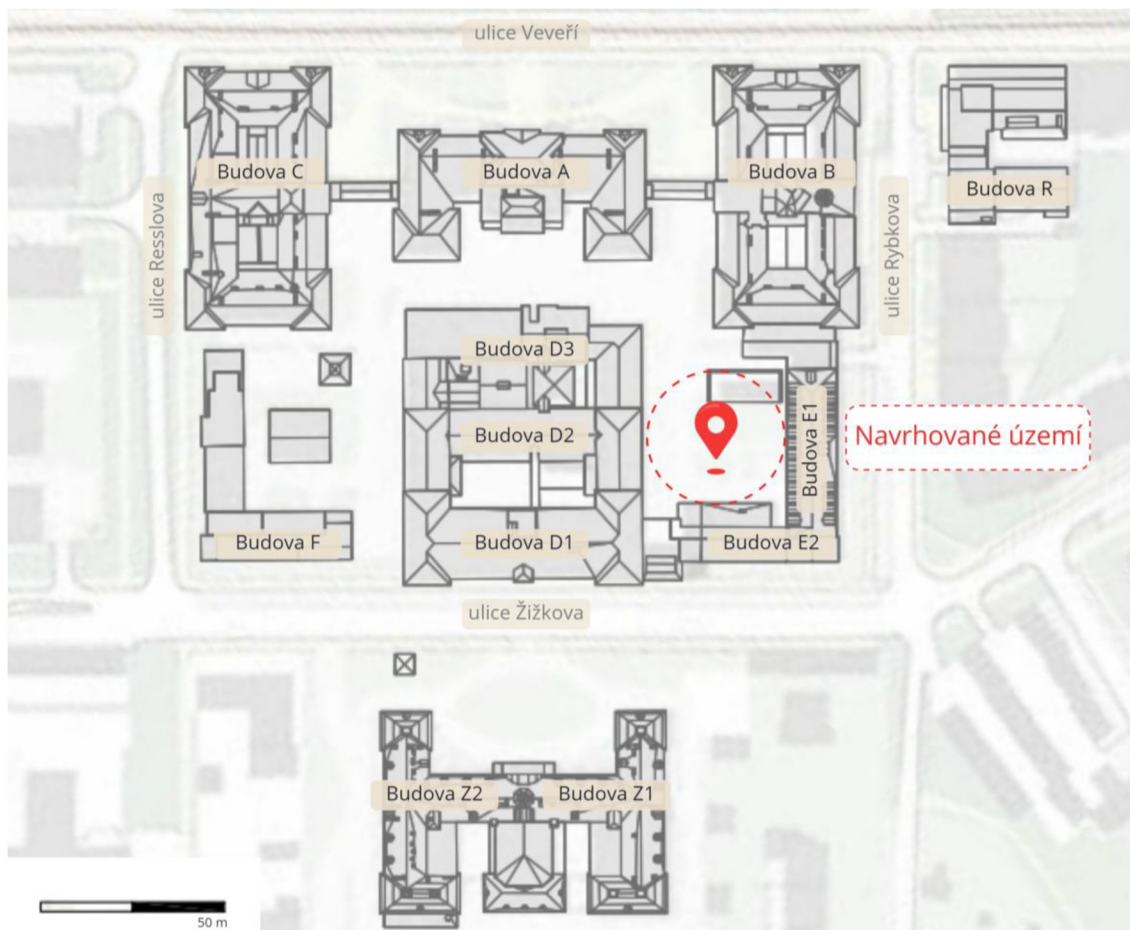 ulice Veveří
Budova C
Budova A
Budova B
Budova R
ulice Resslova
ulice Rybkova
Budova D3
Budova D2
Budova E1
Navrhované území
Budova F
Budova D1
Budova E2
ulice Žižkova
Budova Z2
Budova Z1
50 m